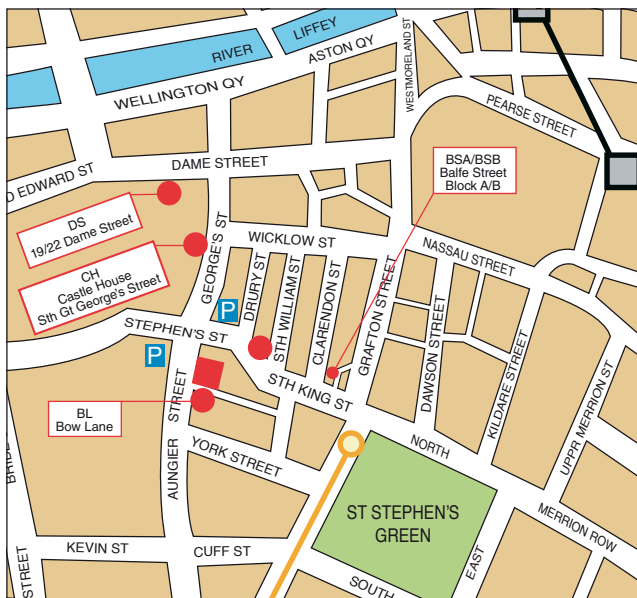 LIFFEY
RIVER
ASTON QY
WESTMORELAND ST
WELLINGTON QY
PEARSE STREET
D EDWARD ST
DAME STREET
BSA/BSB
Balfe Street
Block A/B
DS
19/22 Dame Street
CH
Castle House
Sth Gt George's Street
GEORGE'S ST
WICKLOW ST
NASSAU STREET
DRURY ST
STH WILLIAM ST
CLARENDON ST
GRAFTON STREET
DAWSON STREET
KILDARE STREET
UPPR MERRION ST
P
STEPHEN'S ST
P
STH KING ST
BL
Bow Lane
AUNGIER STREET
YORK STREET
NORTH
BRIDE
STREET
ST STEPHEN'S
GREEN
MERRION ROW
KEVIN ST
CUFF ST
EAST
SOUTH